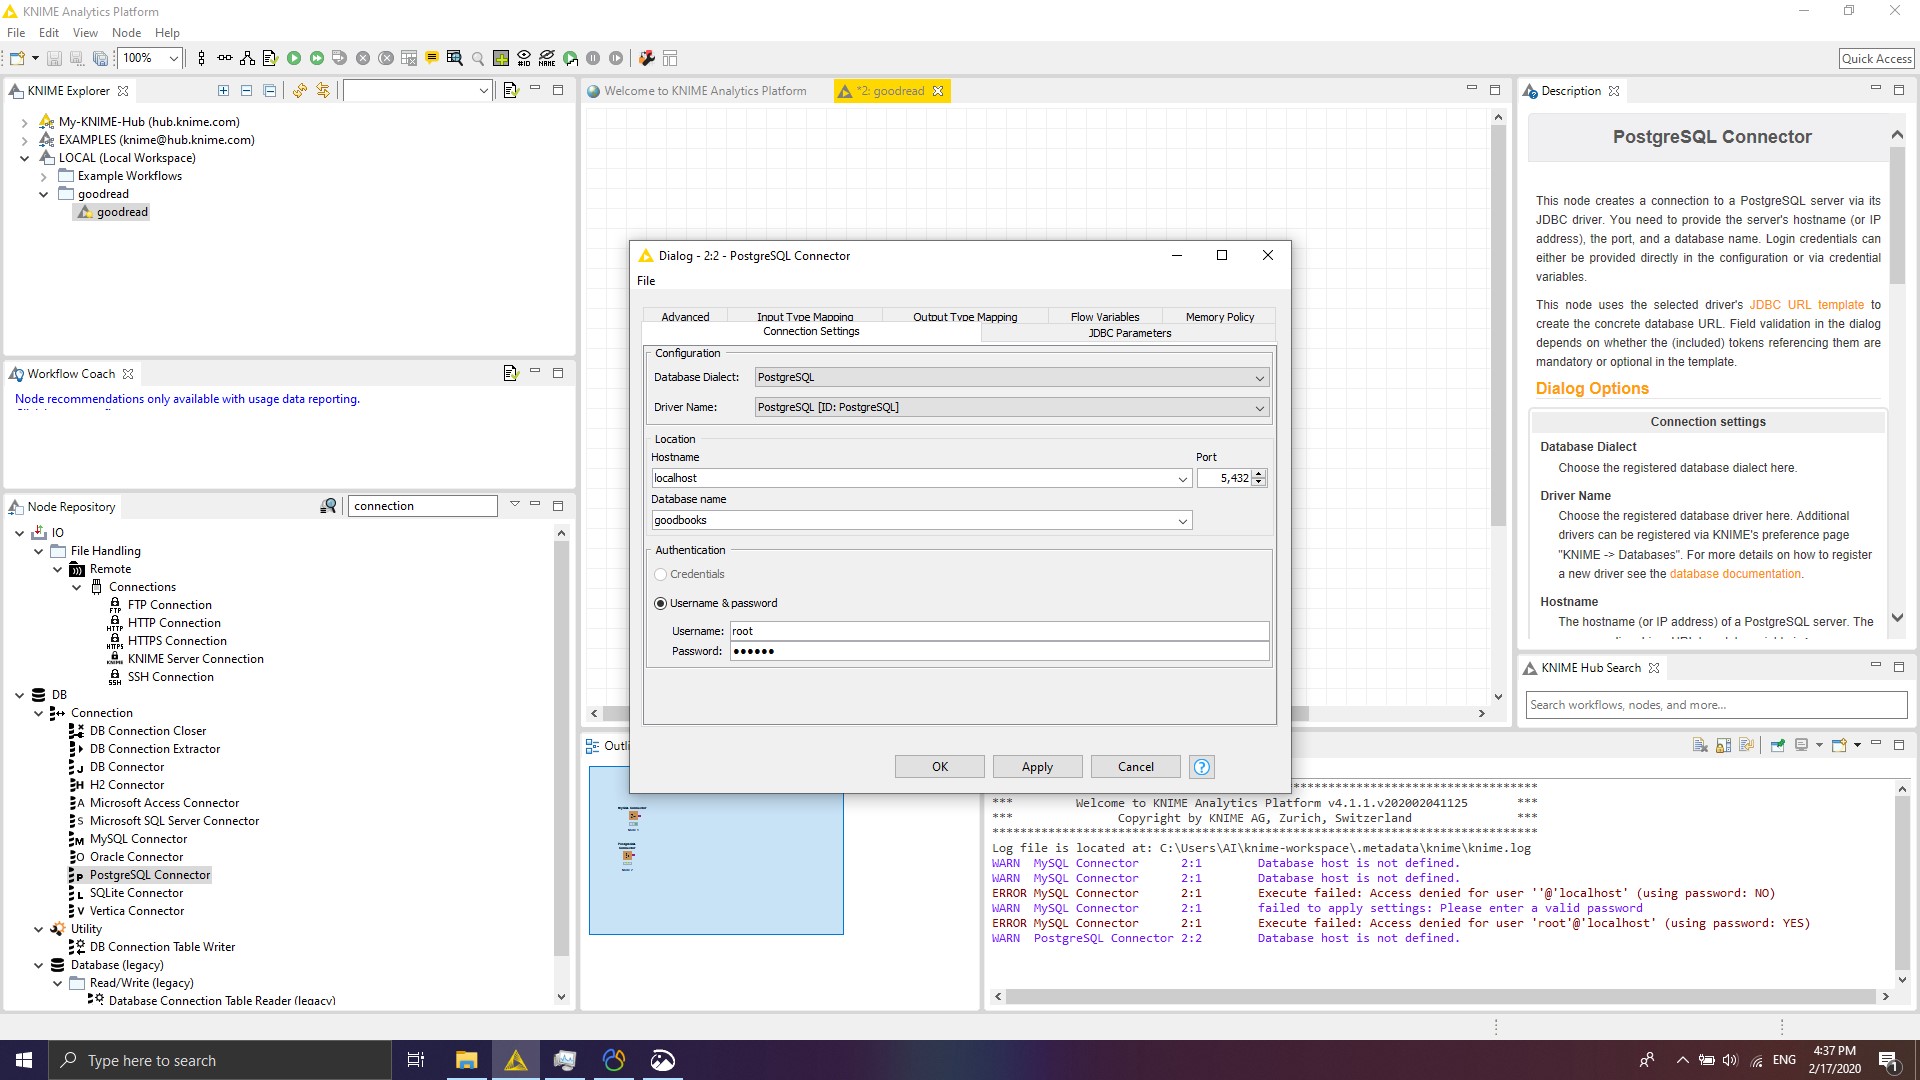 KNIME Analytics Platform
File Edit View Node Help
100%
Quick Access
KNIME Explorer
My-KNIME-Hub (hub.knime.com)
EXAMPLES (knime@hub.knime.com)
LOCAL (Local Workspace)
Example Workflows
goodread
goodread
Workflow Coach
Node recommendations only available with usage data reporting.
Node Repository
connection
IO
File Handling
Remote
Connections
FTP Connection
HTTP Connection
HTTPS Connection
KNIME Server Connection
SSH Connection
DB
Connection
DB Connection Closer
DB Connection Extractor
DB Connector
H2 Connector
Microsoft Access Connector
Microsoft SQL Server Connector
MySQL Connector
Oracle Connector
PostgreSQL Connector
SQLite Connector
Vertica Connector
Utility
DB Connection Table Writer
Database (legacy)
Read/Write (legacy)
Database Connection Table Reader (legacy)
Welcome to KNIME Analytics Platform
*2: goodread
Dialog - 2:2 - PostgreSQL Connector
File
Advanced Input Type Mapping Output Type Mapping Flow Variables Memory Policy
Connection Settings JDBC Parameters
Configuration
Database Dialect: PostgreSQL
Driver Name: PostgreSQL [ID: PostgreSQL]
Location
Hostname Port
localhost 5,432
Database name
goodbooks
Authentication
Credentials
Username & password
Username: root
Password: ●●●●●●
OK Apply Cancel
Outli
Description
PostgreSQL Connector
This node creates a connection to a PostgreSQL server via its
JDBC driver. You need to provide the server's hostname (or IP
address), the port, and a database name. Login credentials can
either be provided directly in the configuration or via credential
variables.
This node uses the selected driver's JDBC URL template to
create the concrete database URL. Field validation in the dialog
depends on whether the (included) tokens referencing them are
mandatory or optional in the template.
Dialog Options
Connection settings
Database Dialect
Choose the registered database dialect here.
Driver Name
Choose the registered database driver here. Additional
drivers can be registered via KNIME's preference page
"KNIME -> Databases". For more details on how to register
a new driver see the database documentation.
Hostname
The hostname (or IP address) of a PostgreSQL server. The
KNIME Hub Search
Search workflows, nodes, and more...
*** Welcome to KNIME Analytics Platform v4.1.1.v202002041125 ***
*** Copyright by KNIME AG, Zurich, Switzerland ***
Log file is located at: C:\Users\AI\knime-workspace\.metadata\knime\knime.log
WARN MySQL Connector 2:1 Database host is not defined.
WARN MySQL Connector 2:1 Database host is not defined.
ERROR MySQL Connector 2:1 Execute failed: Access denied for user ''@'localhost' (using password: NO)
WARN MySQL Connector 2:1 failed to apply settings: Please enter a valid password
ERROR MySQL Connector 2:1 Execute failed: Access denied for user 'root'@'localhost' (using password: YES)
WARN PostgreSQL Connector 2:2 Database host is not defined.
Type here to search
ENG
4:37 PM
2/17/2020
1